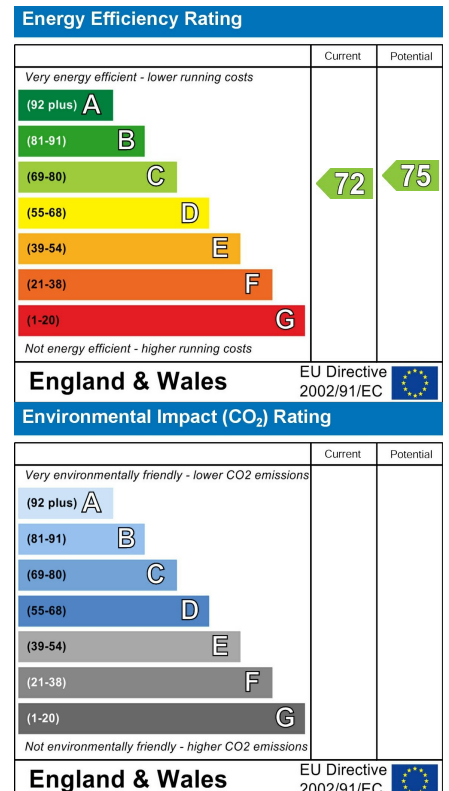 Energy Efficiency Rating
Current Potential
Very energy efficient - lower running costs
(92 plus) A
(81-91) B
(69-80) C
72 75
(55-68) D
(39-54) E
(21-38) F
(1-20) G
Not energy efficient - higher running costs
England & Wales
EU Directive
2002/91/EC
Environmental Impact (CO₂) Rating
Current Potential
Very environmentally friendly - lower CO2 emissions
(92 plus) A
(81-91) B
(69-80) C
(55-68) D
(39-54) E
(21-38) F
(1-20) G
Not environmentally friendly - higher CO2 emissions
England & Wales
EU Directive
2002/91/EC